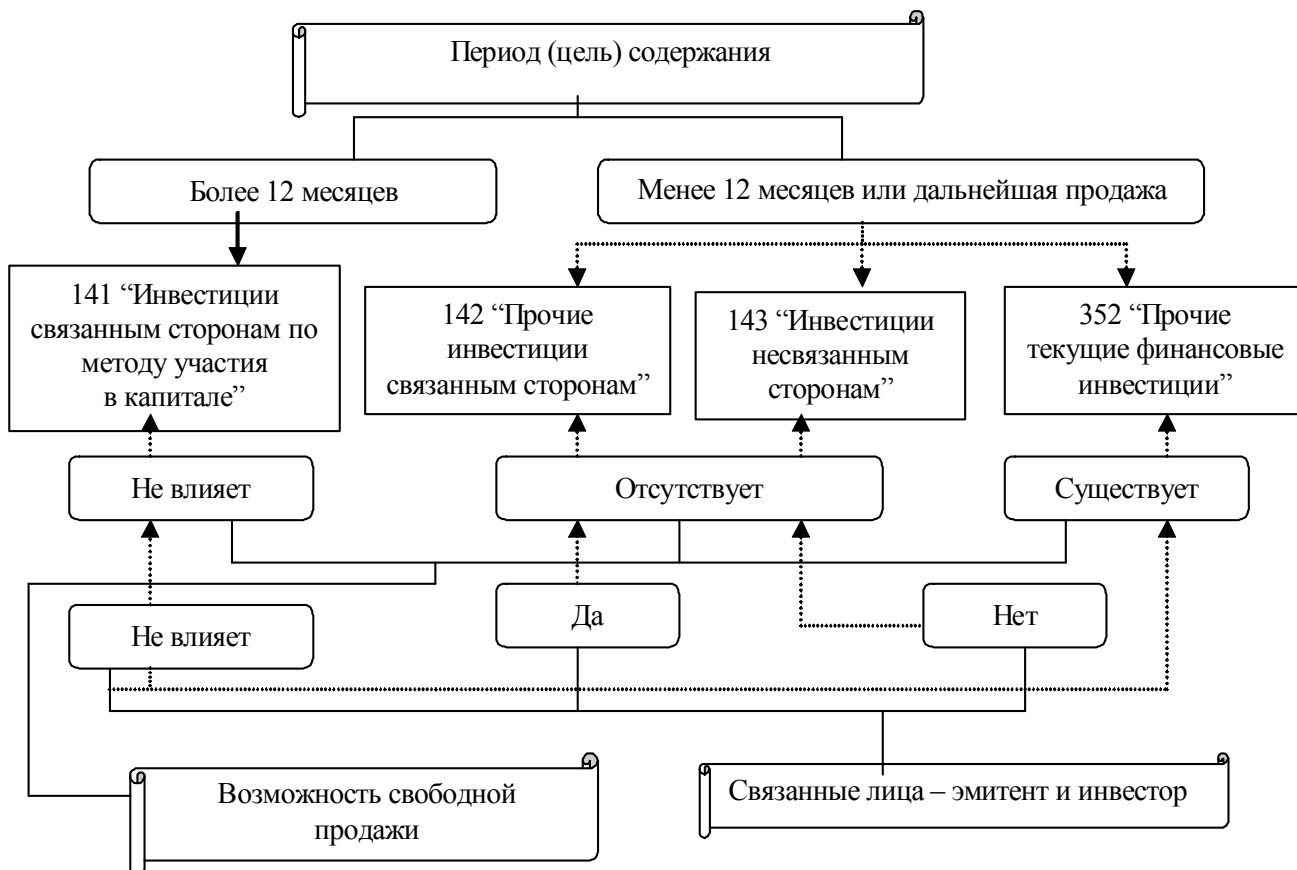 Период (цель) содержания
Более 12 месяцев
Менее 12 месяцев или дальнейшая продажа
141 “Инвестиции
связанным сторонам по
методу участия
в капитале”
142 “Прочие
инвестиции
связанным сторонам”
143 “Инвестиции
несвязанным
сторонам”
352 “Прочие
текущие финансовые
инвестиции”
Не влияет
Отсутствует
Существует
Не влияет
Да
Нет
Возможность свободной
продажи
Связанные лица – эмитент и инвестор